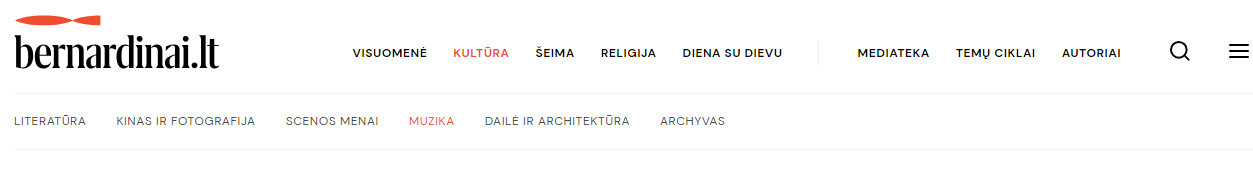 bernardinai.lt
VISUOMENĖ KULTŪRA ŠEIMA RELIGIJA DIENA SU DIEVU MEDIATEKA TEMŲ CIKLAI AUTORIAI
LITERATŪRA KINAS IR FOTOGRAFIJA SCENOS MENAI MUZIKA DAILĖ IR ARCHITEKTŪRA ARCHYVAS